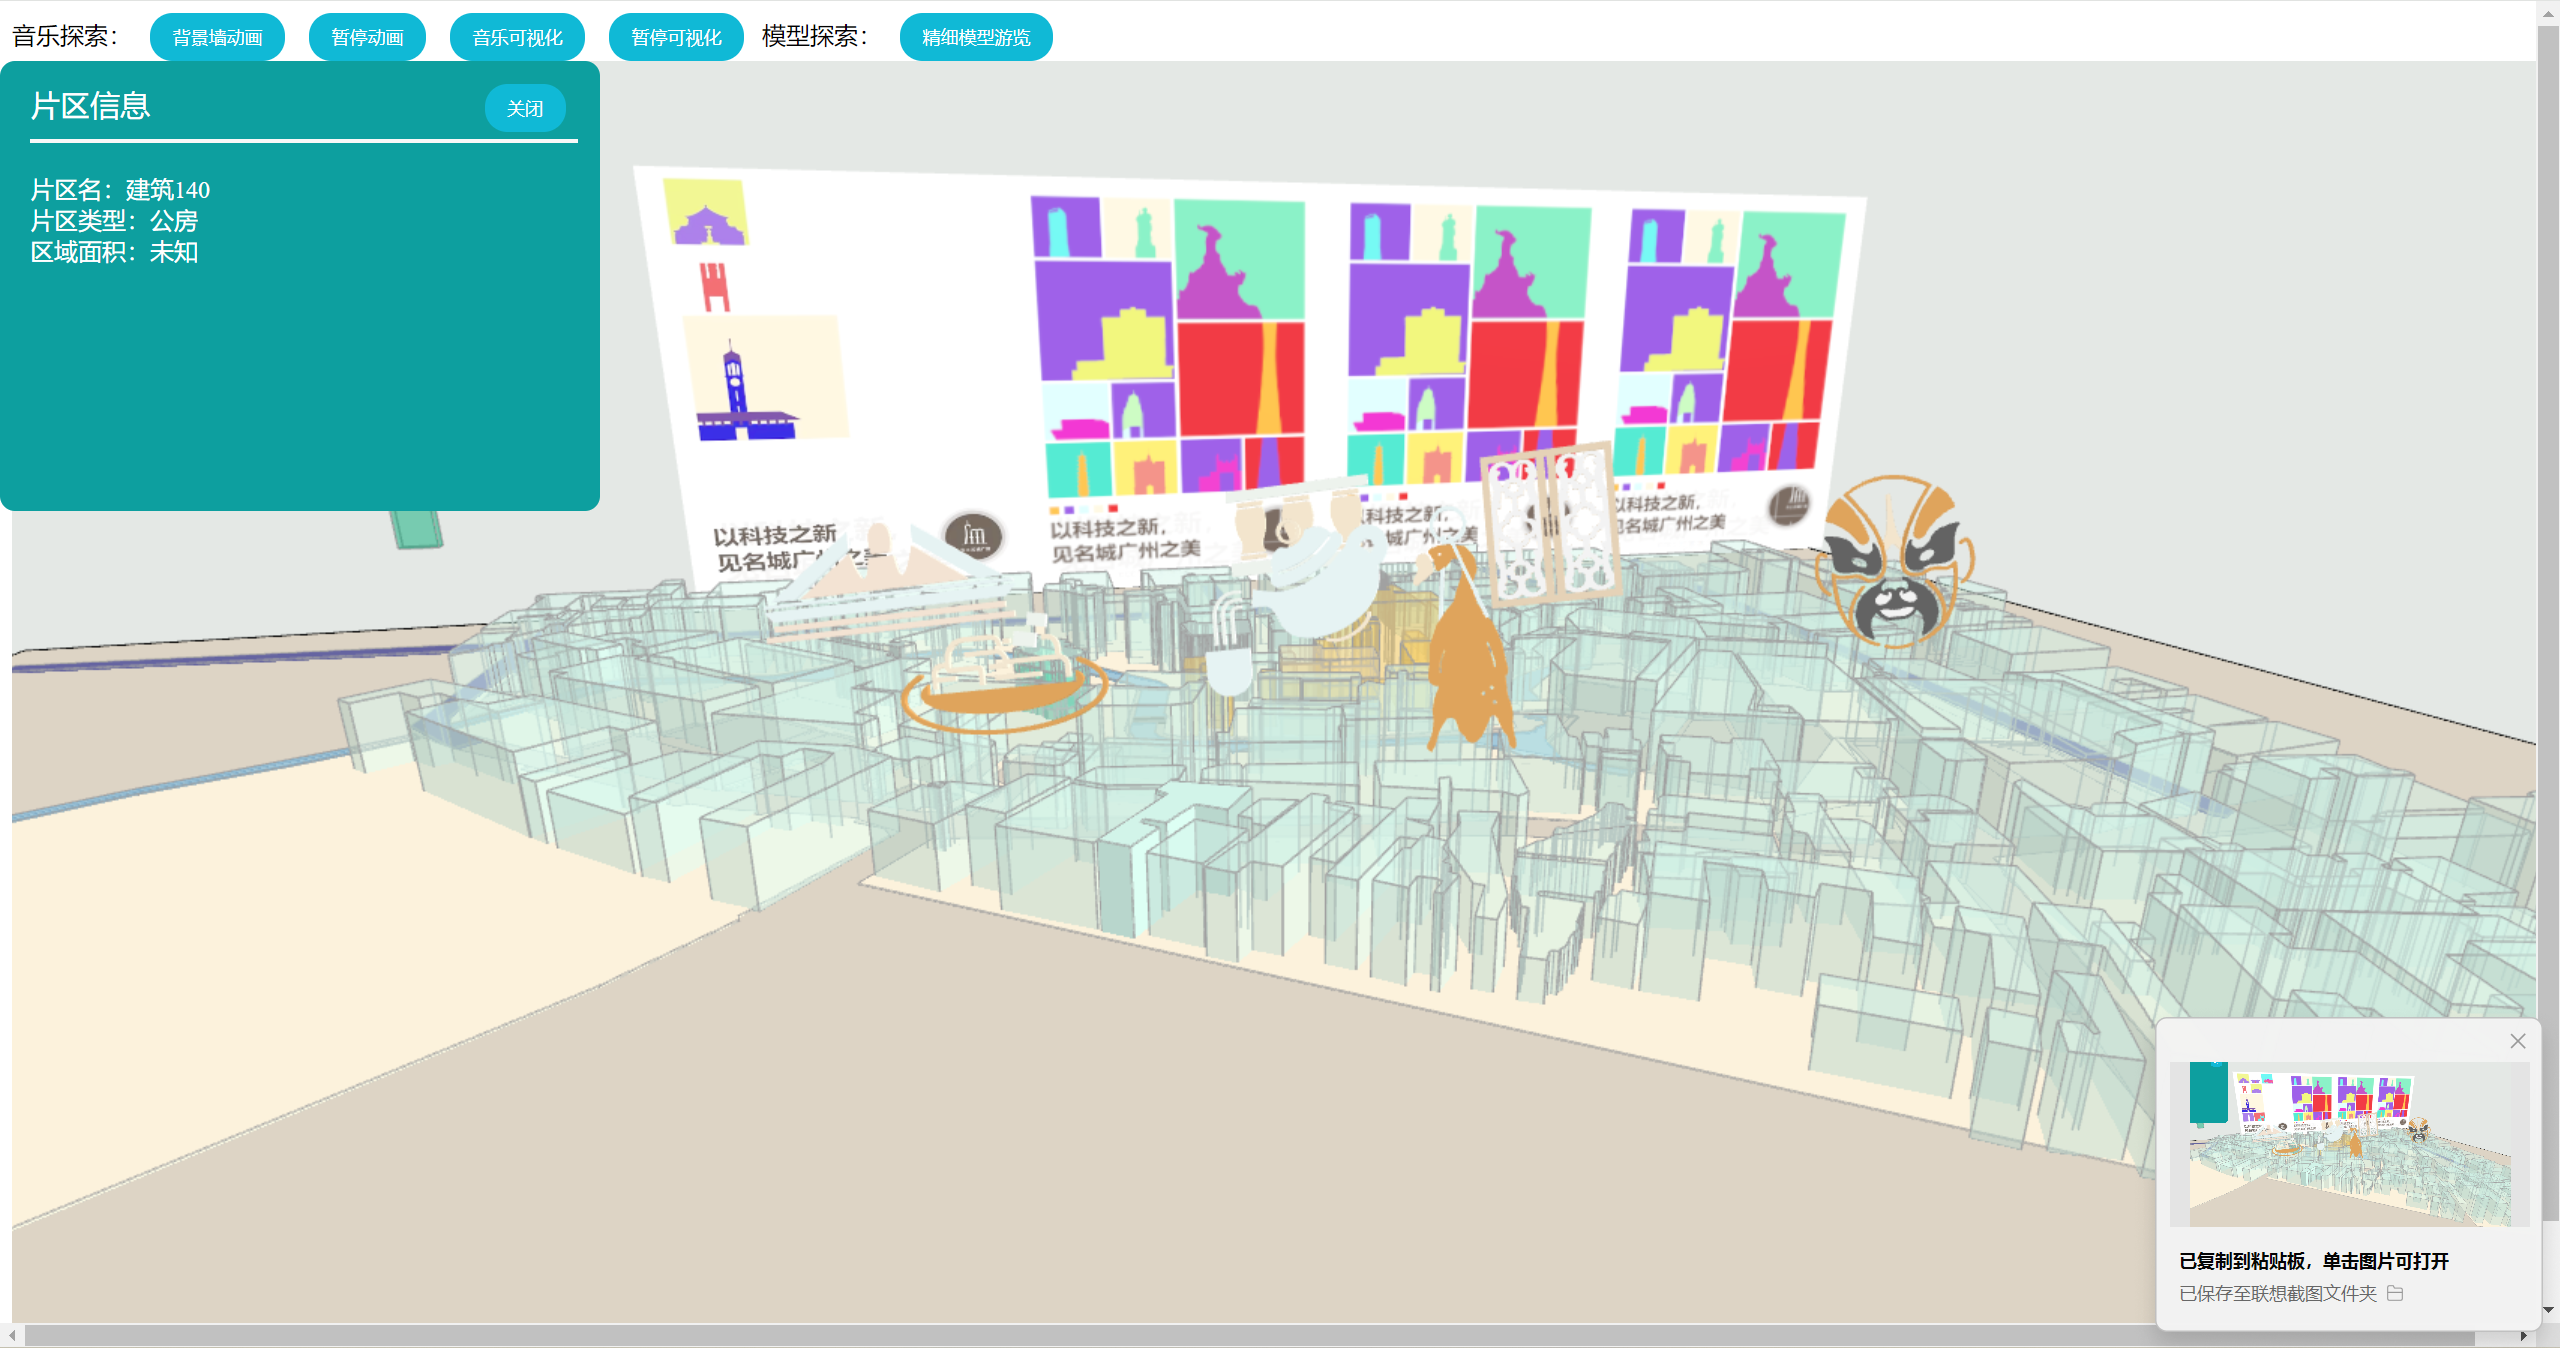 音乐探索： 背景墙动画 暂停动画 音乐可视化 暂停可视化 模型探索： 精细模型游览
片区信息 关闭
片区名：建筑140
片区类型：公房
区域面积：未知
以科技之新，
见名城广州之美
以科技之新，
见名城广州之美
科技之新，
名城广州之美
以科技之新，
见名城广州之美
已复制到粘贴板，单击图片可打开
已保存至联想截图文件夹